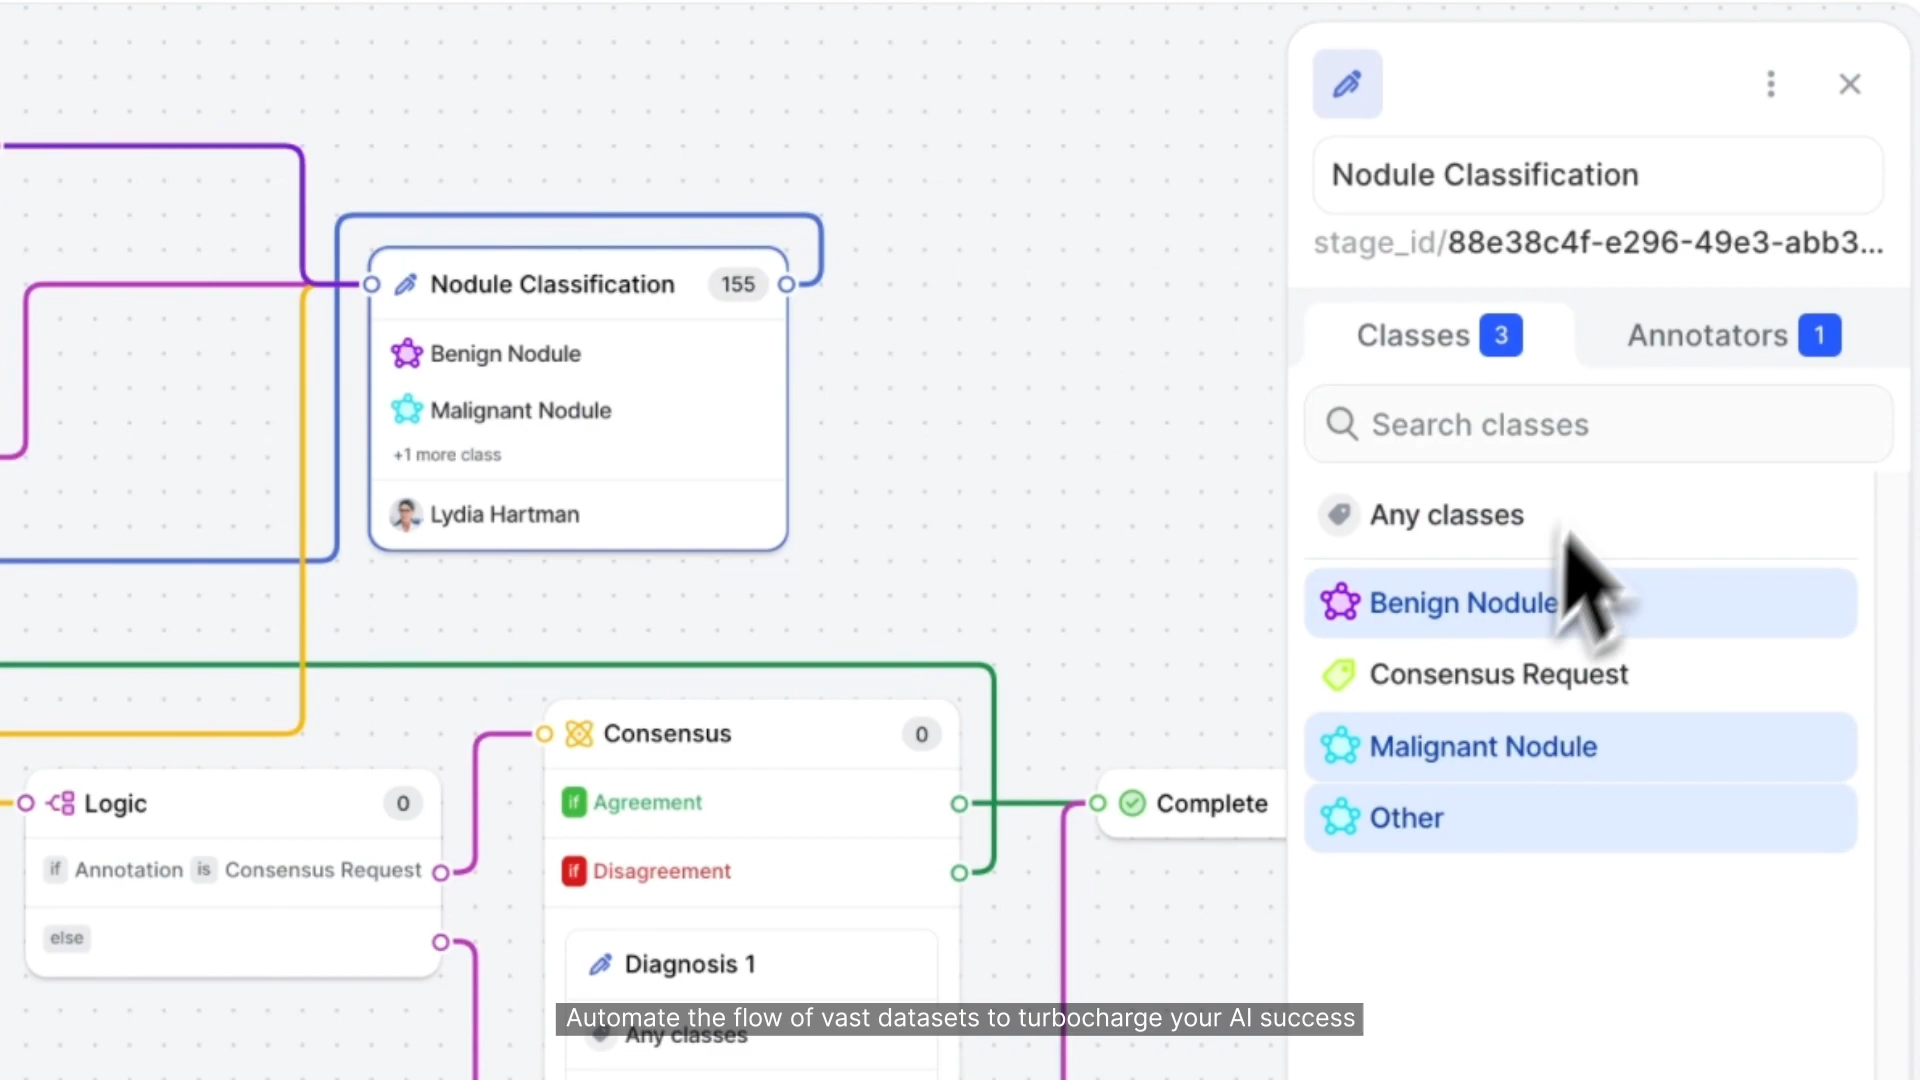 Nodule Classification 155
Benign Nodule
Malignant Nodule
+1 more class
Lydia Hartman
Logic 0
if Annotation is Consensus Request
else
Consensus 0
if Agreement
if Disagreement
Diagnosis 1
Any classes
Complete
Nodule Classification
stage_id/88e38c4f-e296-49e3-abb3...
Classes 3 Annotators 1
Search classes
Any classes
Benign Nodule
Consensus Request
Malignant Nodule
Other
Automate the flow of vast datasets to turbocharge your AI success